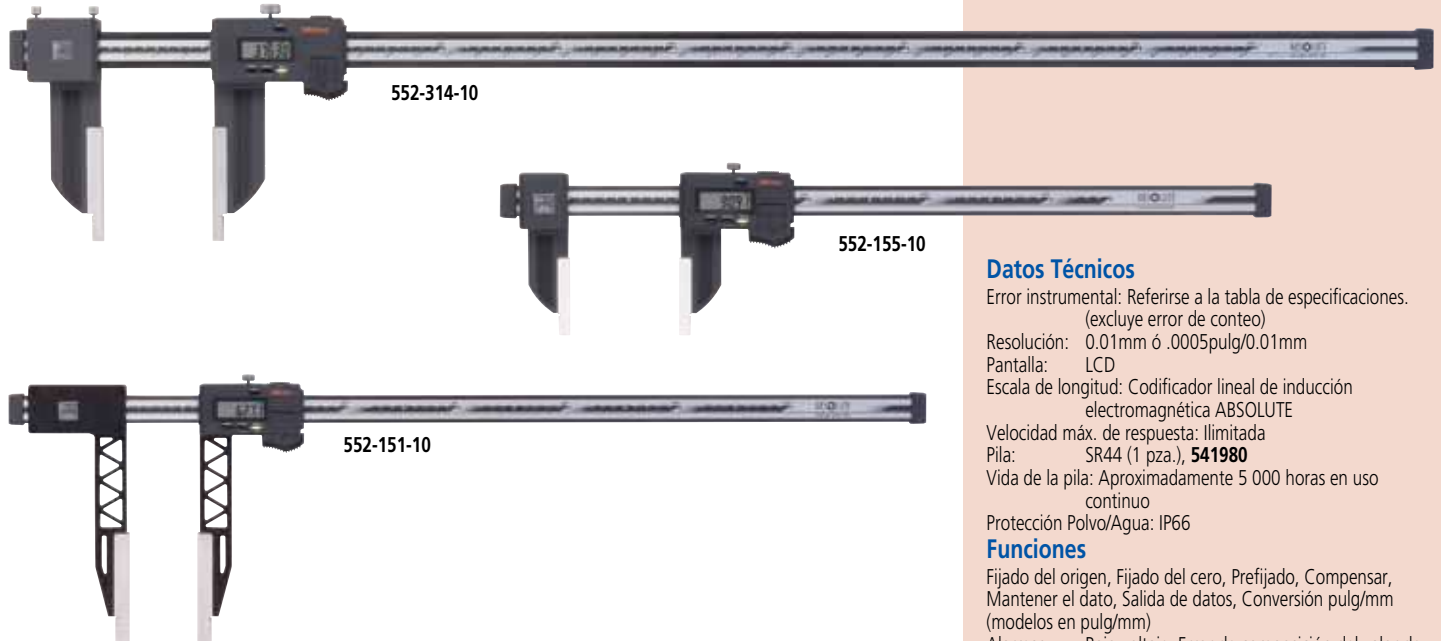 552-314-10
552-155-10
552-151-10
Datos Técnicos
Error instrumental: Referirse a la tabla de especificaciones.
(excluye error de conteo)
Resolución: 0.01mm ó .0005pulg/0.01mm
Pantalla: LCD
Escala de longitud: Codificador lineal de inducción
electromagnética ABSOLUTE
Velocidad máx. de respuesta: Ilimitada
Pila: SR44 (1 pza.), 541980
Vida de la pila: Aproximadamente 5 000 horas en uso
continuo
Protección Polvo/Agua: IP66
Funciones
Fijado del origen, Fijado del cero, Prefijado, Compensar,
Mantener el dato, Salida de datos, Conversión pulg/mm
(modelos en pulg/mm)